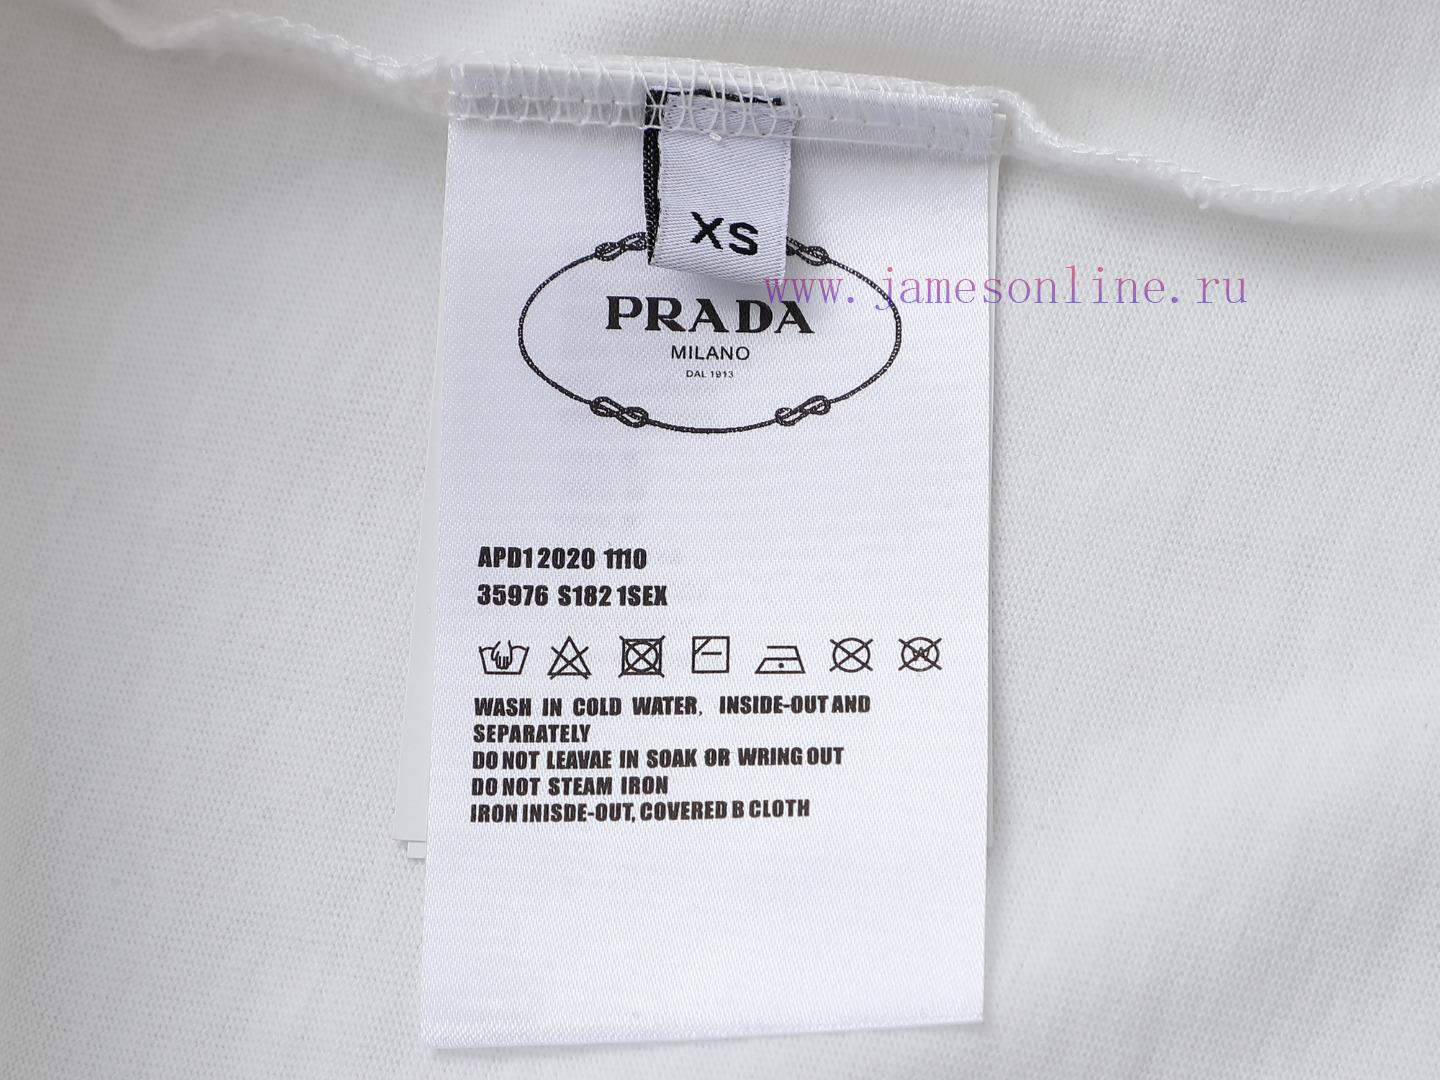 XS
www.jamesonline.ru
PRADA
MILANO
DAL 1913
APD1 2020 1110
35976 S182 1SEX
W
WASH IN COLD WATER, INSIDE-OUT AND
SEPARATELY
DO NOT LEAVAE IN SOAK OR WRING OUT
DO NOT STEAM IRON
IRON INISDE-OUT, COVERED B CLOTH